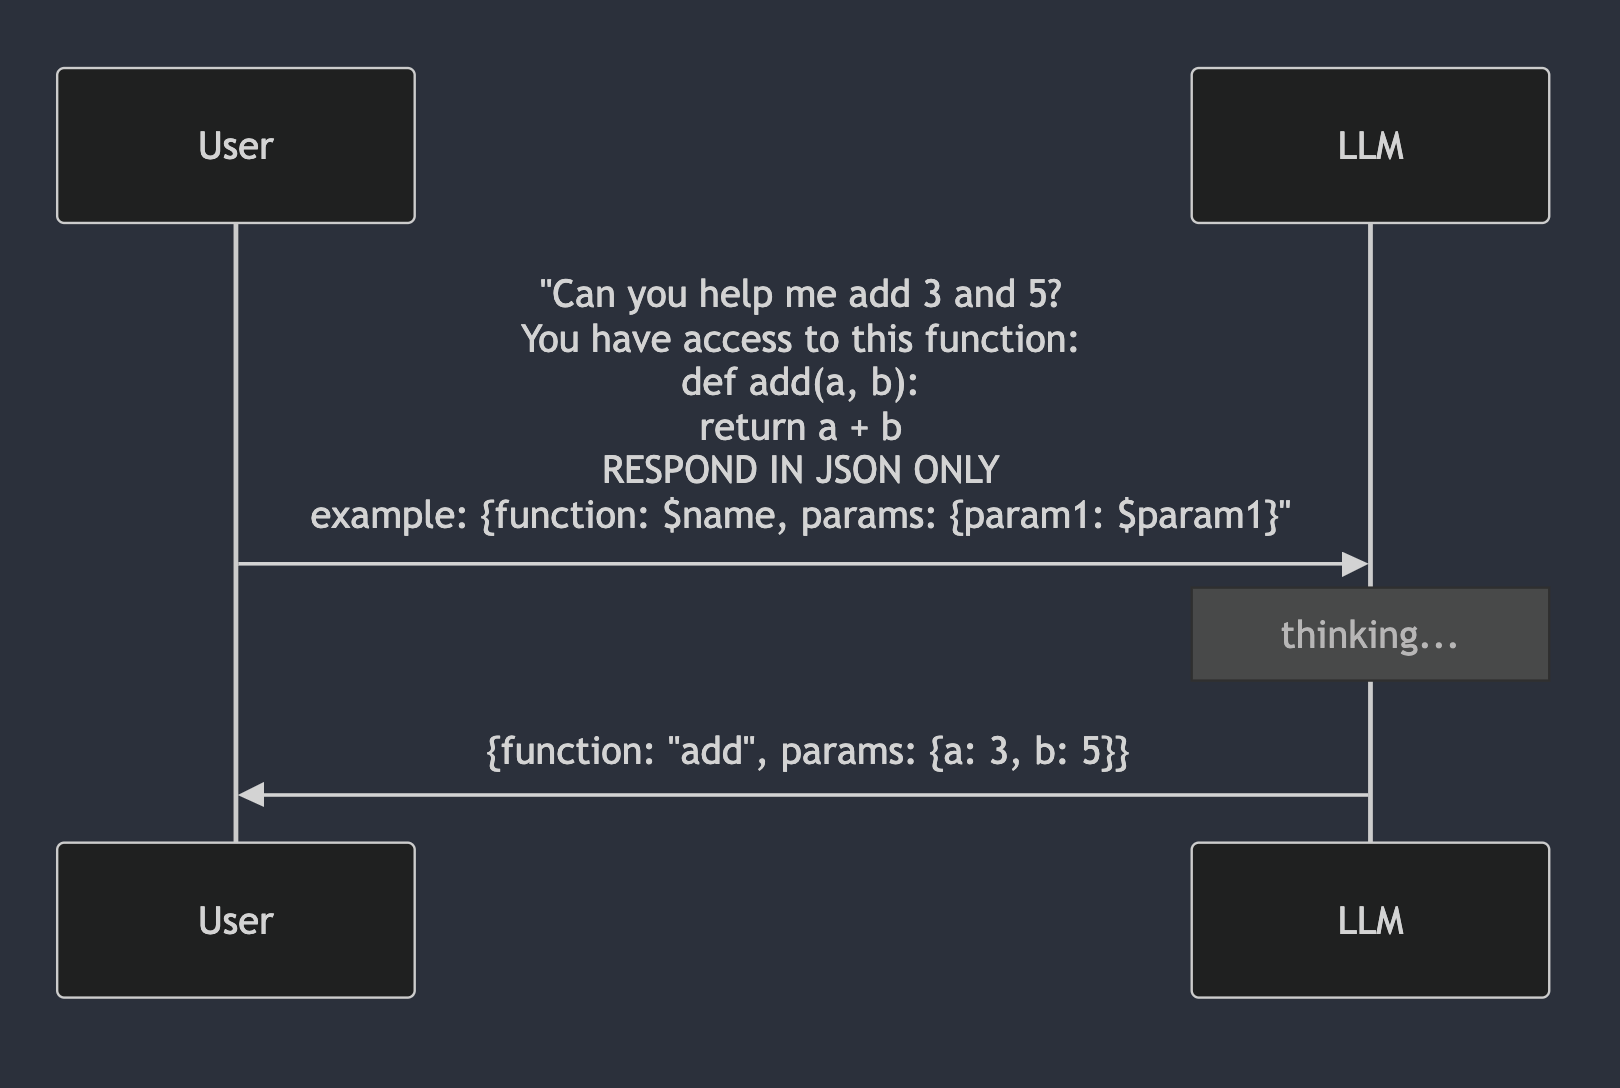 User
LLM
"Can you help me add 3 and 5?
You have access to this function:
def add(a, b):
return a + b
RESPOND IN JSON ONLY
example: {function: $name, params: {param1: $param1}"
thinking...
{function: "add", params: {a: 3, b: 5}}
User
LLM